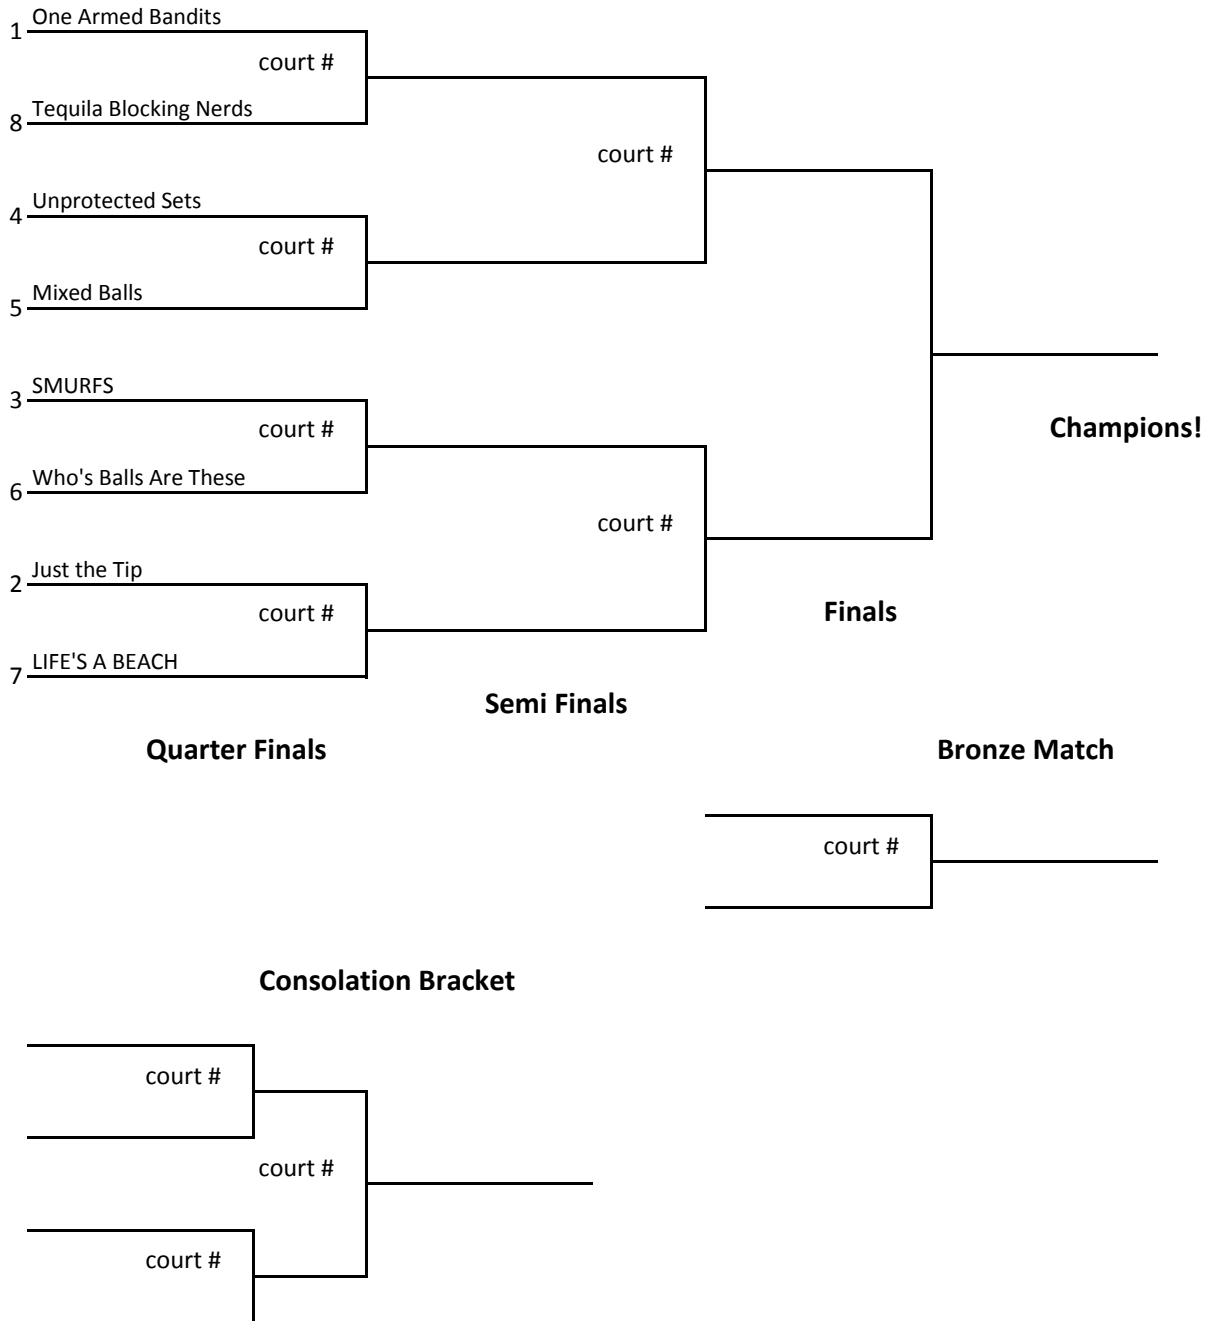 One Armed Bandits
1
court #
Tequila Blocking Nerds
8
court #
Unprotected Sets
4
court #
Mixed Balls
5
SMURFS
3
court #
Champions!
Who's Balls Are These
6
court #
Just the Tip
2
court #
Finals
LIFE'S A BEACH
7
Semi Finals
Quarter Finals
Bronze Match
court #
Consolation Bracket
court #
court #
court #